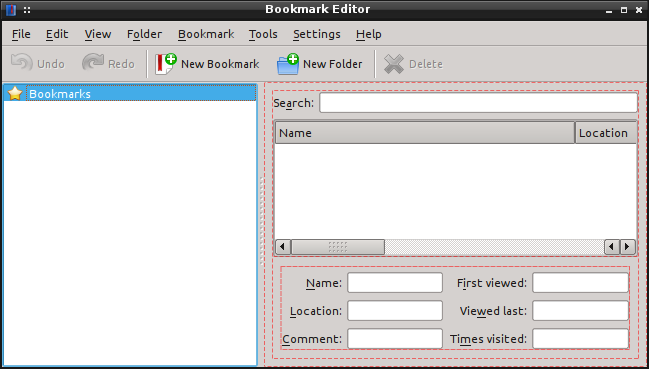 Bookmark Editor
File Edit View Folder Bookmark Tools Settings Help
Undo Redo New Bookmark New Folder Delete
Bookmarks
Search:
Name Location
Name: First viewed:
Location: Viewed last:
Comment: Times visited: